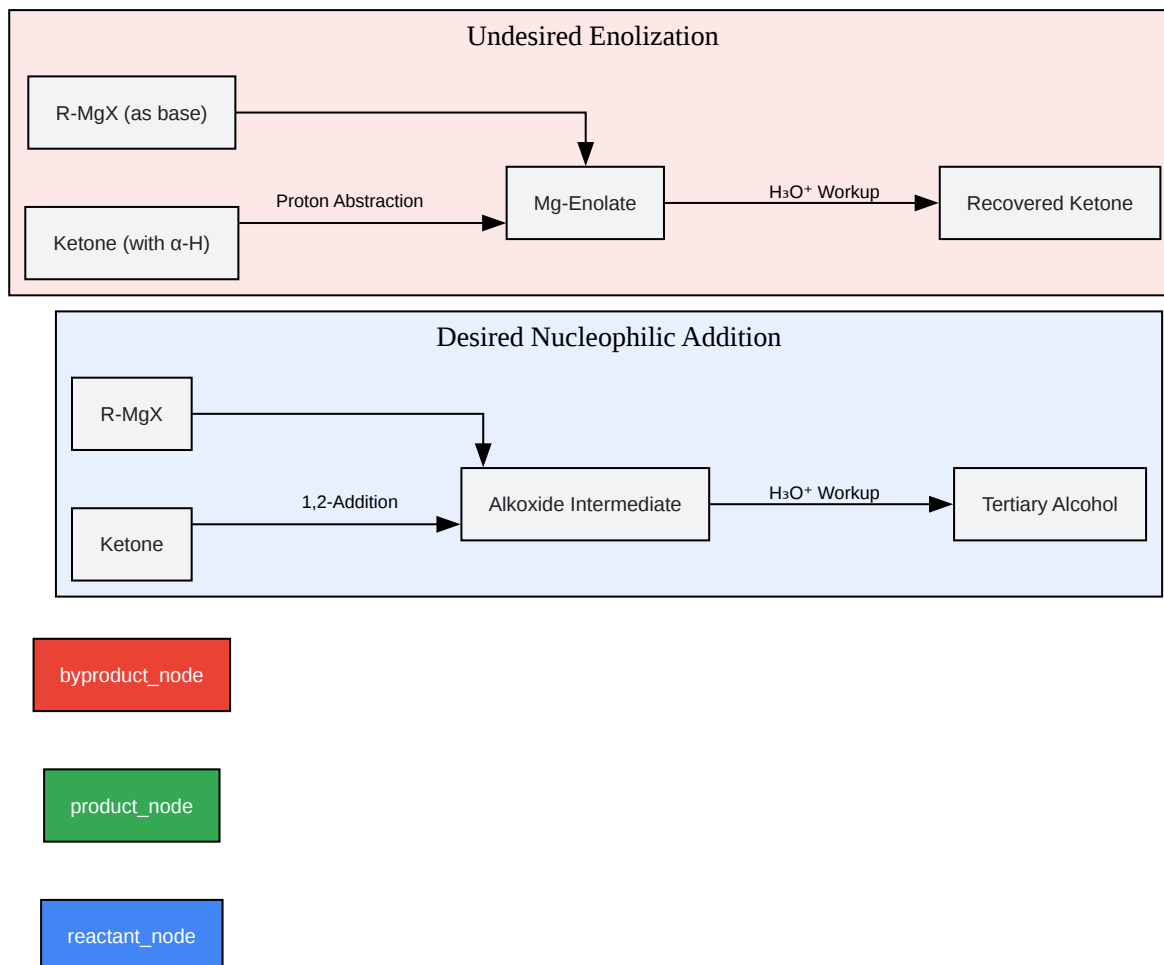 Undesired Enolization
R-MgX (as base)
Ketone (with α-H)
Proton Abstraction
Mg-Enolate
H₃O⁺ Workup
Recovered Ketone
Desired Nucleophilic Addition
R-MgX
Ketone
1,2-Addition
Alkoxide Intermediate
H₃O⁺ Workup
Tertiary Alcohol
byproduct_node
product_node
reactant_node